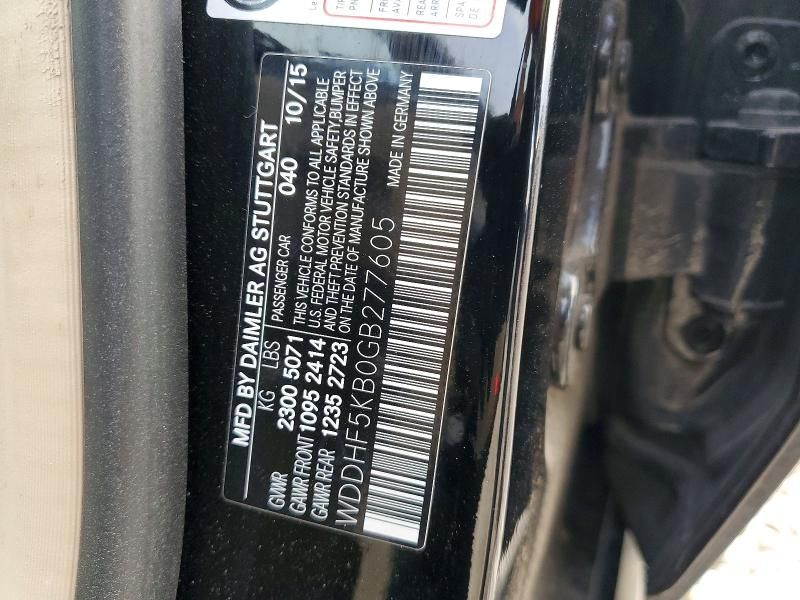 MFD BY DAIMLER AG STUTTGART
KG LBS PASSENGER CAR 040 10/15
GVWR 2300 5071 THIS VEHICLE CONFORMS TO ALL APPLICABLE
GAWR FRONT 1095 2414 U.S. FEDERAL MOTOR VEHICLE SAFETY,BUMPER
GAWR REAR 1235 2723 AND THEFT PREVENTION STANDARDS IN EFFECT
ON THE DATE OF MANUFACTURE SHOWN ABOVE
WDDHF5KB0GB277605 MADE IN GERMANY